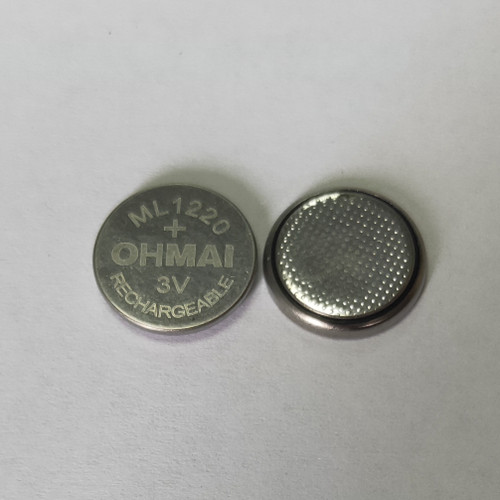 ML1220
+
OHMAI
3V
RECHARGEABLE